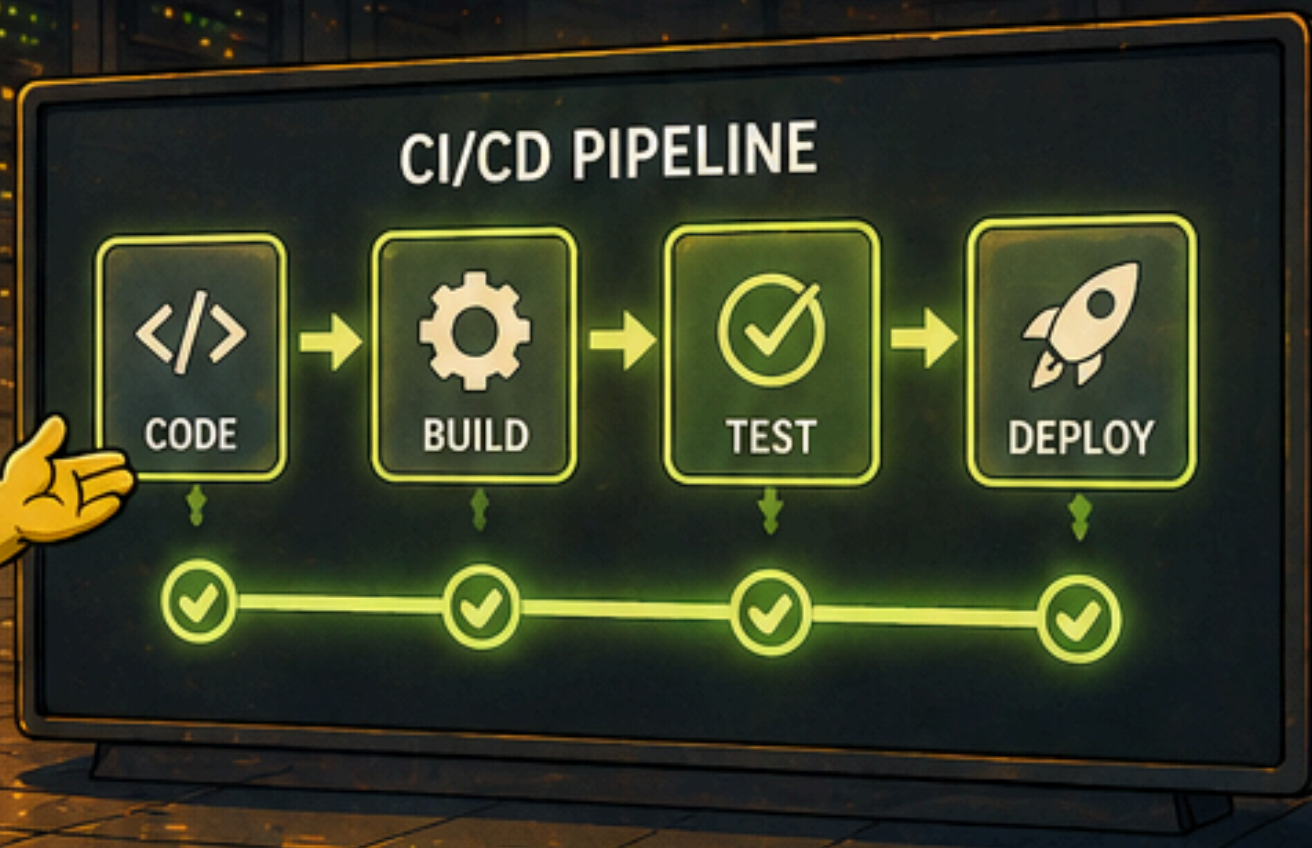 CI/CD PIPELINE
</>
CODE
BUILD
TEST
DEPLOY